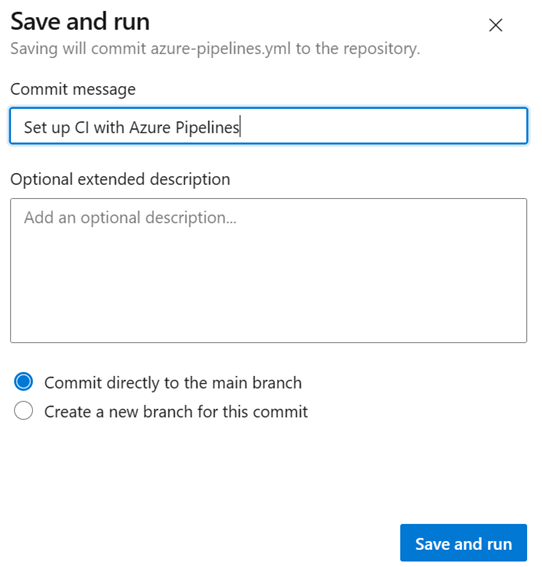 Save and run
Saving will commit azure-pipelines.yml to the repository.
Commit message
Set up CI with Azure Pipelines
Optional extended description
Add an optional description...
Commit directly to the main branch
Create a new branch for this commit
Save and run